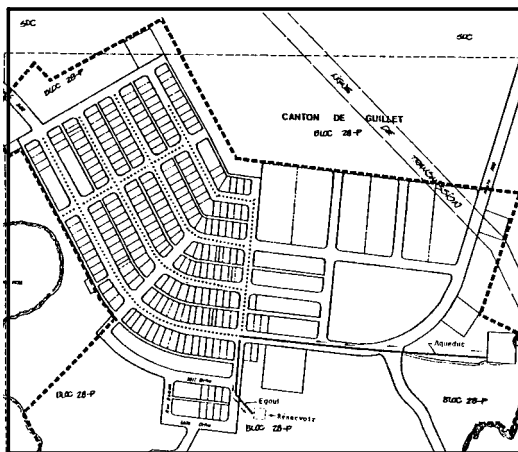 SDC
SDC
BLOC 28-P
CANTON DE GUILLET
BLOC 28-P
LIGNE
DE
TRANSMISSION
Aqueduc
BLOC 28-P
Egout
Réservoir
BLOC 28-P
BLOC 28-P